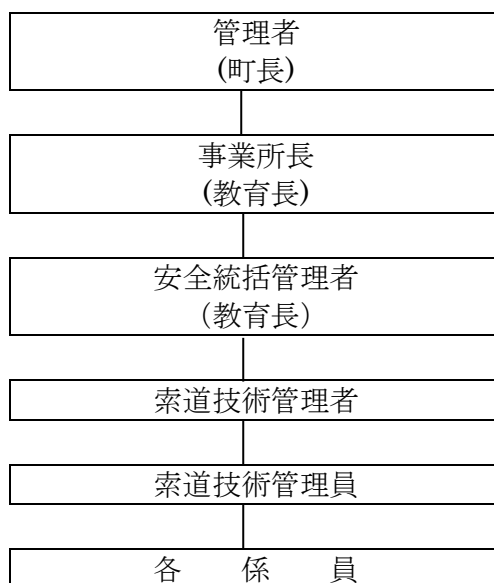 管理者
(町長)
事業所長
(教育長)
安全統括管理者
（教育長）
索道技術管理者
索道技術管理員
各　係　員